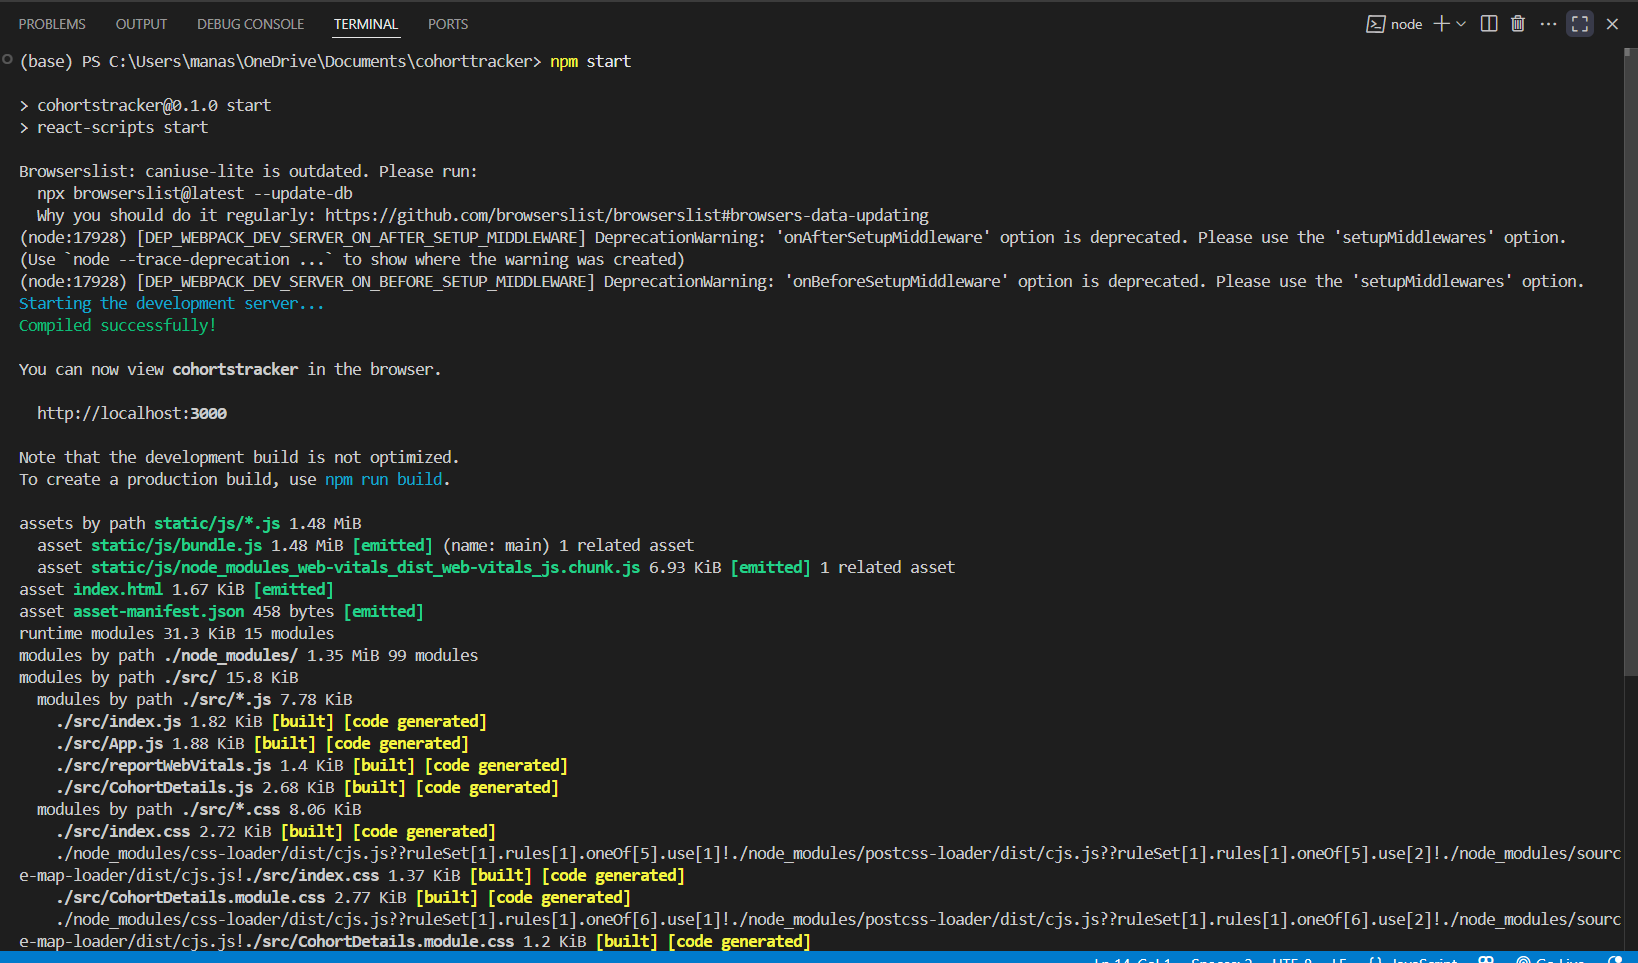 PROBLEMS OUTPUT DEBUG CONSOLE TERMINAL PORTS node
(base) PS C:\Users\manas\OneDrive\Documents\cohorttracker> npm start
> cohortstracker@0.1.0 start
> react-scripts start
Browserslist: caniuse-lite is outdated. Please run:
npx browserslist@latest --update-db
Why you should do it regularly: https://github.com/browserslist/browserslist#browsers-data-updating
(node:17928) [DEP_WEBPACK_DEV_SERVER_ON_AFTER_SETUP_MIDDLEWARE] DeprecationWarning: 'onAfterSetupMiddleware' option is deprecated. Please use the 'setupMiddlewares' option.
(Use `node --trace-deprecation ...` to show where the warning was created)
(node:17928) [DEP_WEBPACK_DEV_SERVER_ON_BEFORE_SETUP_MIDDLEWARE] DeprecationWarning: 'onBeforeSetupMiddleware' option is deprecated. Please use the 'setupMiddlewares' option.
Starting the development server...
Compiled successfully!
You can now view cohortstracker in the browser.
http://localhost:3000
Note that the development build is not optimized.
To create a production build, use npm run build.
assets by path static/js/*.js 1.48 MiB
asset static/js/bundle.js 1.48 MiB [emitted] (name: main) 1 related asset
asset static/js/node_modules_web-vitals_dist_web-vitals_js.chunk.js 6.93 KiB [emitted] 1 related asset
asset index.html 1.67 KiB [emitted]
asset asset-manifest.json 458 bytes [emitted]
runtime modules 31.3 KiB 15 modules
modules by path ./node_modules/ 1.35 MiB 99 modules
modules by path ./src/ 15.8 KiB
modules by path ./src/*.js 7.78 KiB
./src/index.js 1.82 KiB [built] [code generated]
./src/App.js 1.88 KiB [built] [code generated]
./src/reportWebVitals.js 1.4 KiB [built] [code generated]
./src/CohortDetails.js 2.68 KiB [built] [code generated]
modules by path ./src/*.css 8.06 KiB
./src/index.css 2.72 KiB [built] [code generated]
./node_modules/css-loader/dist/cjs.js??ruleSet[1].rules[1].oneOf[5].use[1]!./node_modules/postcss-loader/dist/cjs.js??ruleSet[1].rules[1].oneOf[5].use[2]!./node_modules/sourc
e-map-loader/dist/cjs.js!./src/index.css 1.37 KiB [built] [code generated]
./src/CohortDetails.module.css 2.77 KiB [built] [code generated]
./node_modules/css-loader/dist/cjs.js??ruleSet[1].rules[1].oneOf[6].use[1]!./node_modules/postcss-loader/dist/cjs.js??ruleSet[1].rules[1].oneOf[6].use[2]!./node_modules/sourc
e-map-loader/dist/cjs.js!./src/CohortDetails.module.css 1.2 KiB [built] [code generated]